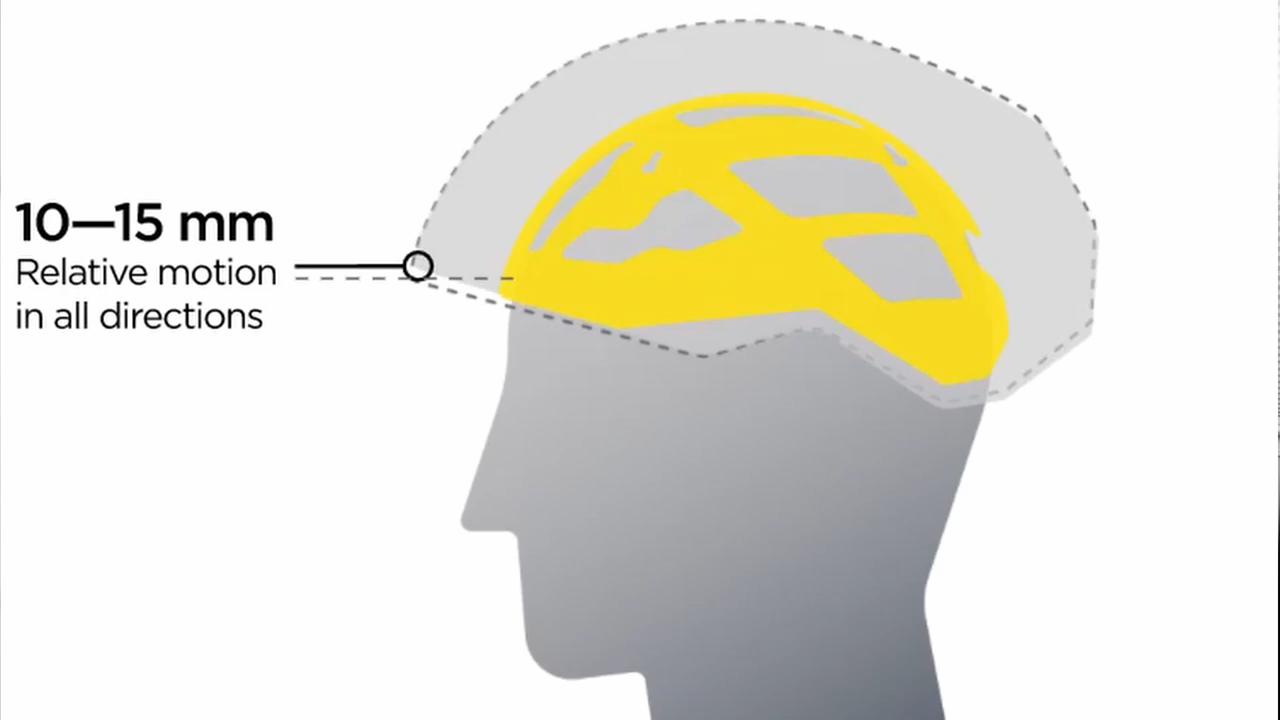 10—15 mm
Relative motion
in all directions